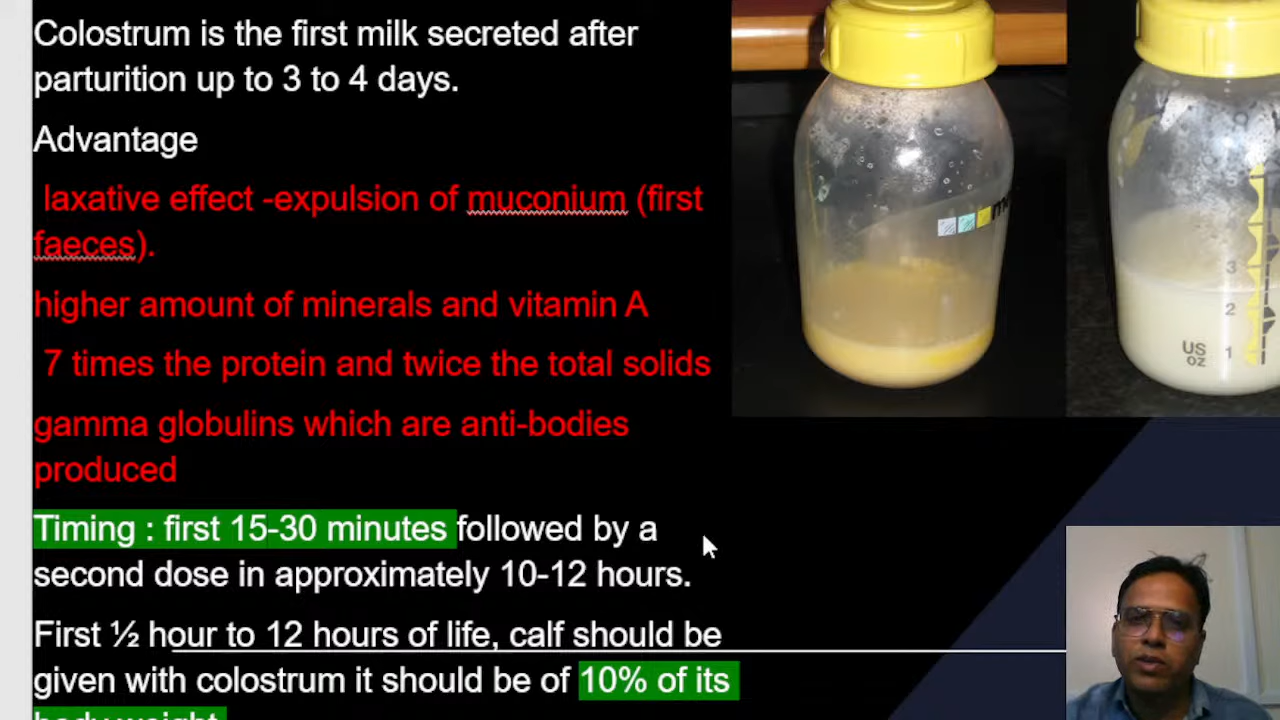 Colostrum is the first milk secreted after
parturition up to 3 to 4 days.
Advantage
laxative effect -expulsion of muconium (first
faeces).
higher amount of minerals and vitamin A
7 times the protein and twice the total solids
gamma globulins which are anti-bodies
produced
Timing : first 15-30 minutes followed by a
second dose in approximately 10-12 hours.
First ½ hour to 12 hours of life, calf should be
given with colostrum it should be of 10% of its
body weight
3
2
US
oz
1